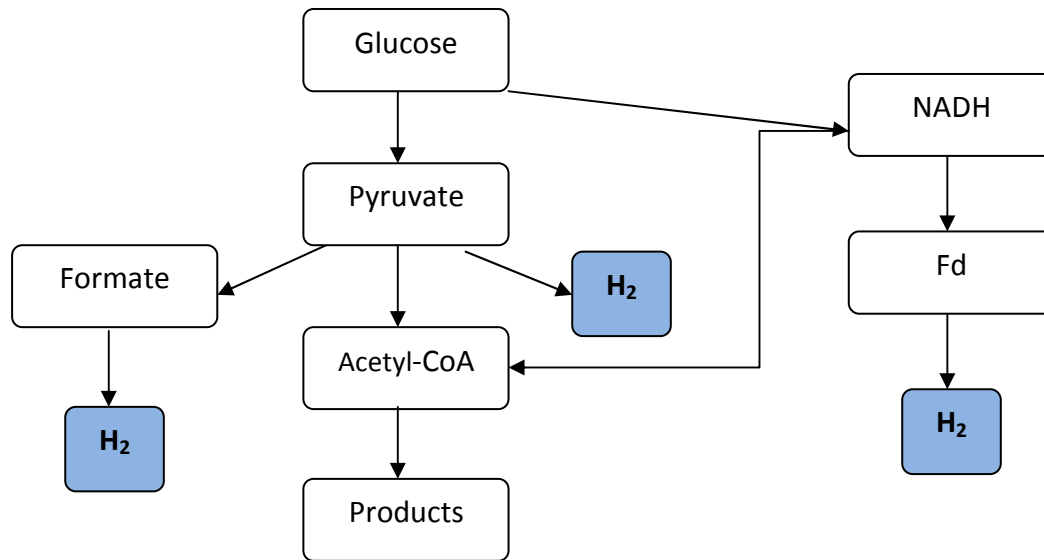 Glucose
NADH
Pyruvate
Formate
H₂
Fd
Acetyl-CoA
H₂
H₂
Products